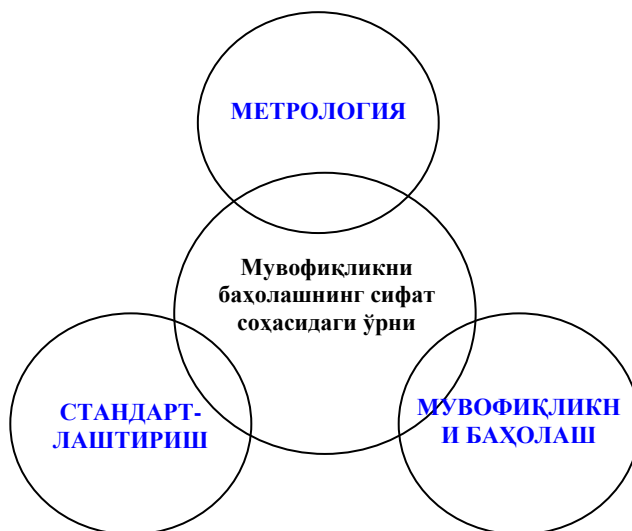 МЕТРОЛОГИЯ
Мувофиқликни
баҳолашнинг сифат
соҳасидаги ўрни
СТАНДАРТ-
ЛАШТИРИШ
МУВОФИҚЛИКН
И БАҲОЛАШ